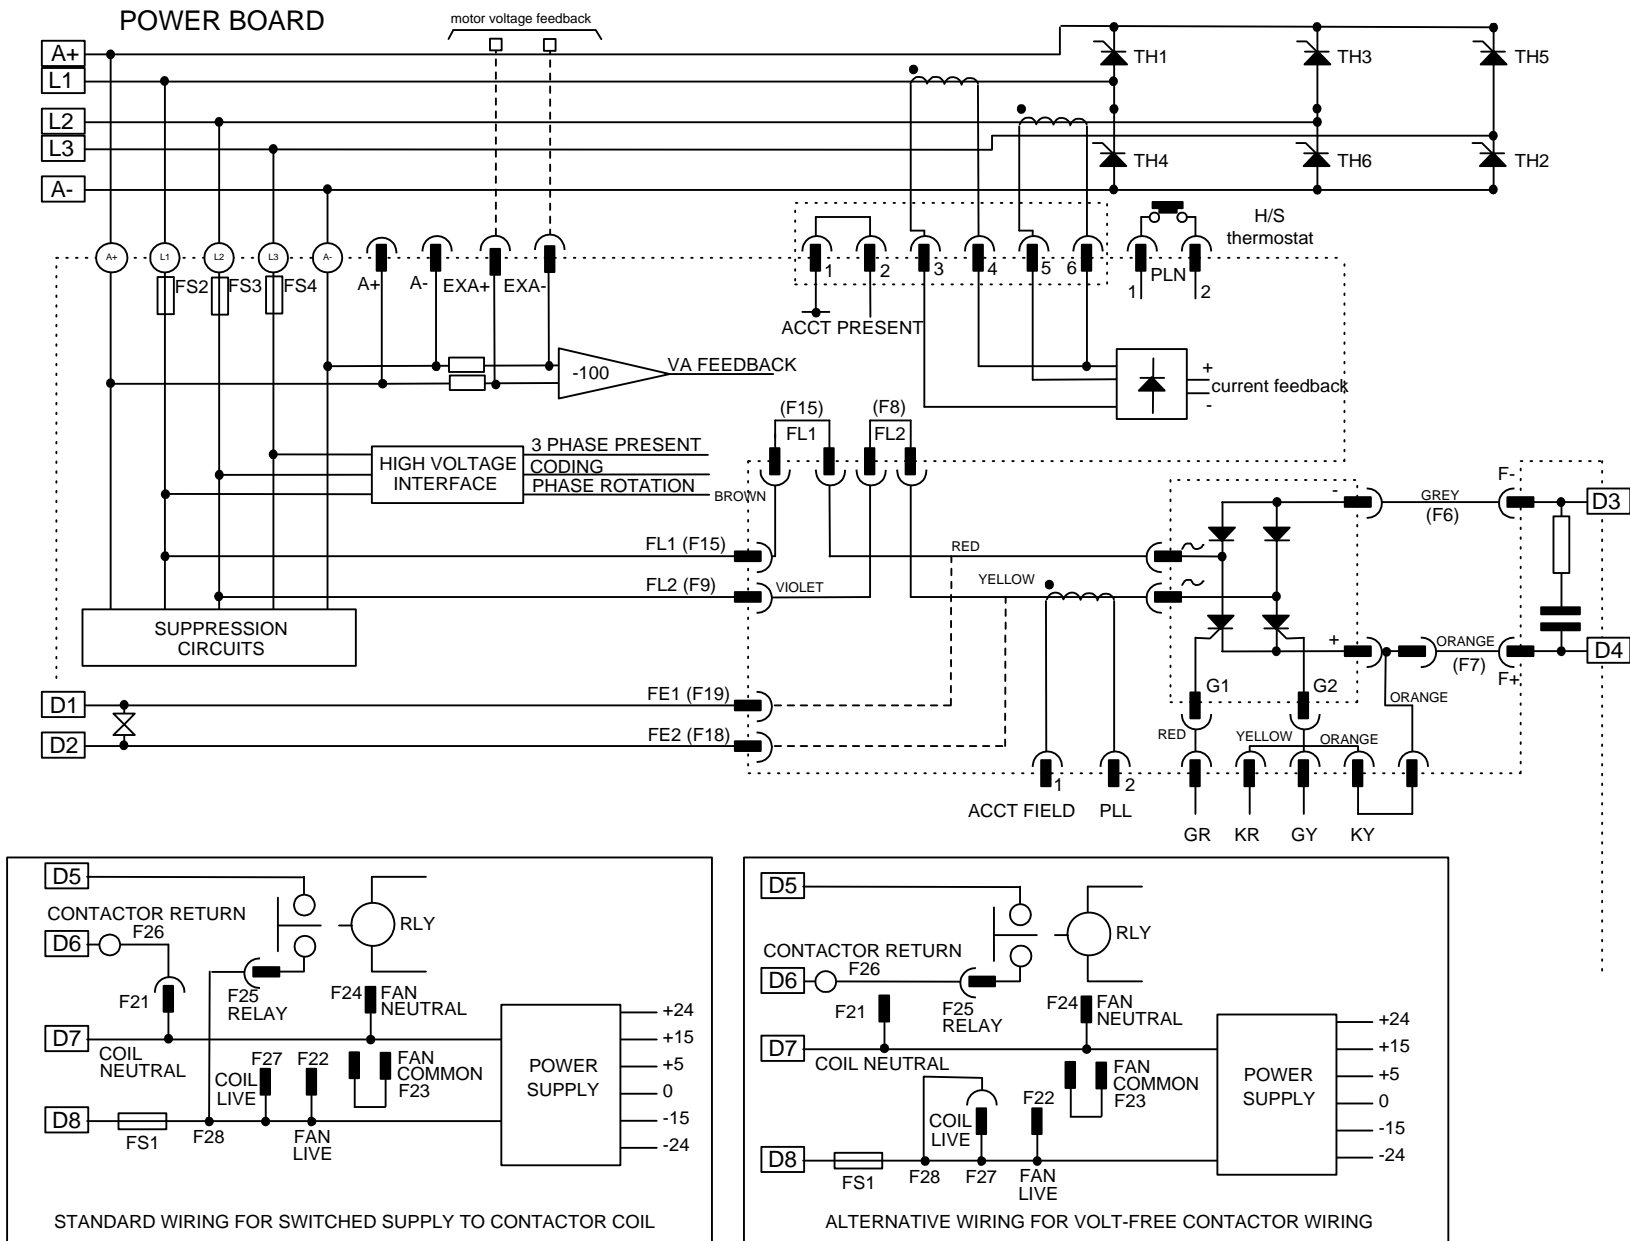 POWER BOARD
motor voltage feedback
A+
L1
L2
L3
A-
TH1
TH3
TH5
TH4
TH6
TH2
H/S
thermostat
A+
L1
L2
L3
A-
FS2
FS3
FS4
A+
A-
EXA+
EXA-
1
2
3
4
5
6
PLN
1
2
ACCT PRESENT
-100
VA FEEDBACK
+
current feedback
-
(F15)
FL1
(F8)
FL2
HIGH VOLTAGE
INTERFACE
3 PHASE PRESENT
CODING
PHASE ROTATION
BROWN
FL1 (F15)
RED
FL2 (F9)
VIOLET
YELLOW
-
GREY
(F6)
F-
D3
+
ORANGE
(F7)
F+
D4
SUPPRESSION
CIRCUITS
G1
G2
ORANGE
D1
FE1 (F19)
D2
FE2 (F18)
RED
YELLOW
ORANGE
1
2
ACCT FIELD
PLL
GR
KR
GY
KY
D5
CONTACTOR RETURN
F26
D6
RLY
F21
F25
RELAY
F24
FAN
NEUTRAL
D7
COIL
NEUTRAL
F27
F22
COIL
LIVE
FAN
COMMON
F23
POWER
SUPPLY
+24
+15
+5
0
-15
-24
D8
FS1
F28
FAN
LIVE
STANDARD WIRING FOR SWITCHED SUPPLY TO CONTACTOR COIL
D5
CONTACTOR RETURN
D6
F26
RLY
F21
F25
RELAY
F24
FAN
NEUTRAL
D7
COIL NEUTRAL
FAN
COMMON
F23
F22
COIL
LIVE
POWER
SUPPLY
+24
+15
+5
0
-15
-24
D8
FS1
F28
F27
FAN
LIVE
ALTERNATIVE WIRING FOR VOLT-FREE CONTACTOR WIRING